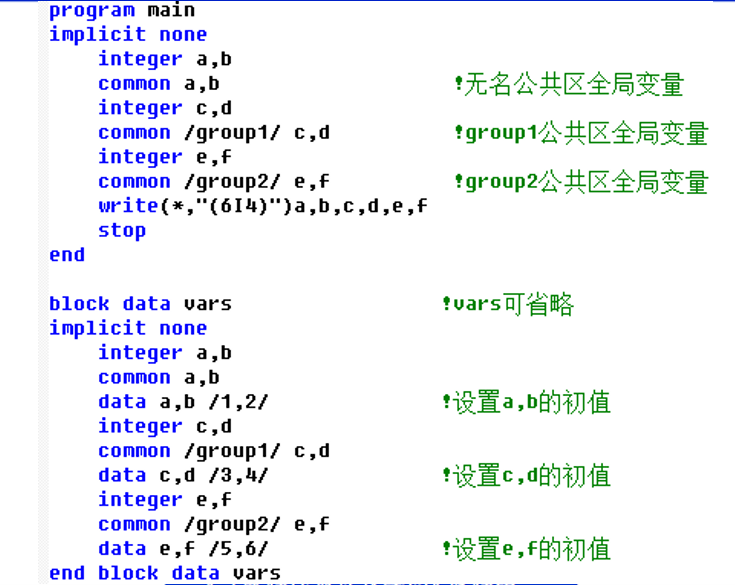 program main
implicit none
integer a,b
common a,b !无名公共区全局变量
integer c,d
common /group1/ c,d !group1公共区全局变量
integer e,f
common /group2/ e,f !group2公共区全局变量
write(*,"(6I4)")a,b,c,d,e,f
stop
end
block data vars !vars可省略
implicit none
integer a,b
common a,b
data a,b /1,2/ !设置a,b的初值
integer c,d
common /group1/ c,d
data c,d /3,4/ !设置c,d的初值
integer e,f
common /group2/ e,f
data e,f /5,6/ !设置e,f的初值
end block data vars